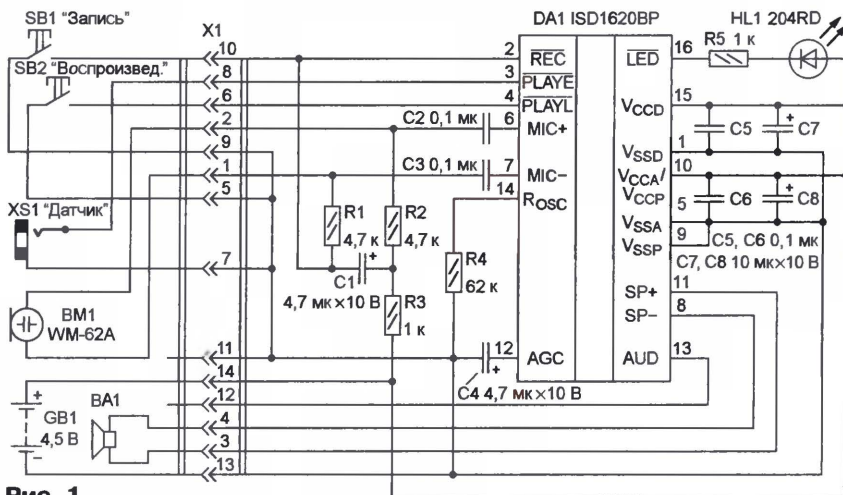 SB1 "Запись"
X1
DA1 ISD1620BP
HL1 204RD
SB2 "Воспроизвед."
10
8
6
2
9
1
5
7
11
14
12
4
3
13
2
REC
3
PLAYE
4
PLAYL
C2 0,1 мк
6
MIC+
C3 0,1 мк
7
MIC-
14
ROSC
LED
16
R5 1 к
VCCD
15
C5
+
C7
VSSD
1
VCCA/
10
VCCP
5
C6
+
C8
VSSA
9
VSSP
C5, C6 0,1 мк
C7, C8 10 мк×10 В
SP+
11
SP-
8
AUD
13
XS1 "Датчик"
R1
4,7 к
R2
4,7 к
C1
+
4,7 мк×10 В
R3
1 к
R4
62 к
BM1
WM-62A
12
AGC
+
C4 4,7 мк×10 В
+
GB1
4,5 В
-
BA1
Рис. 1